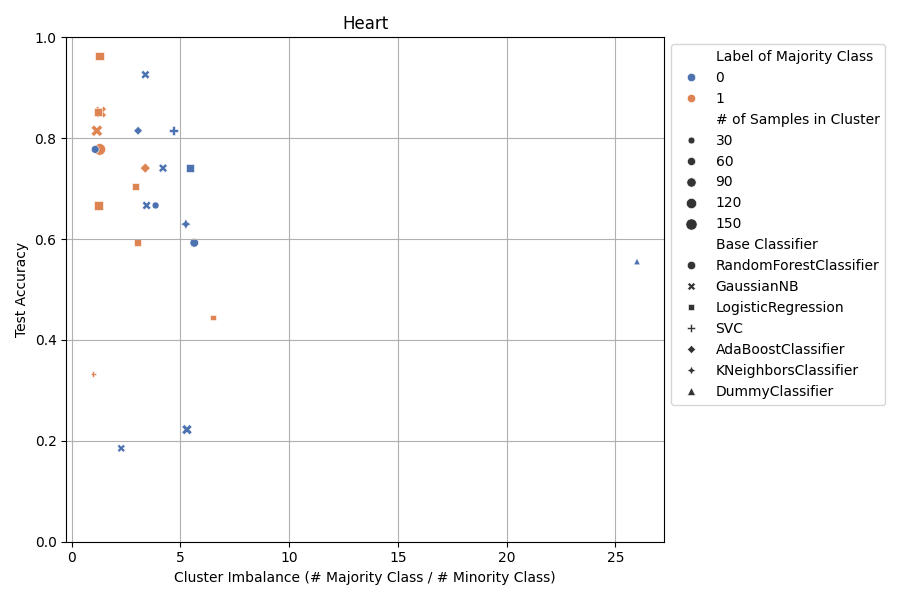 Heart
1.0
0.8
0.6
0.4
0.2
0.0
Test Accuracy
0
5
10
15
20
25
Cluster Imbalance (# Majority Class / # Minority Class)
Label of Majority Class
0
1
# of Samples in Cluster
30
60
90
120
150
Base Classifier
RandomForestClassifier
GaussianNB
LogisticRegression
SVC
AdaBoostClassifier
KNeighborsClassifier
DummyClassifier